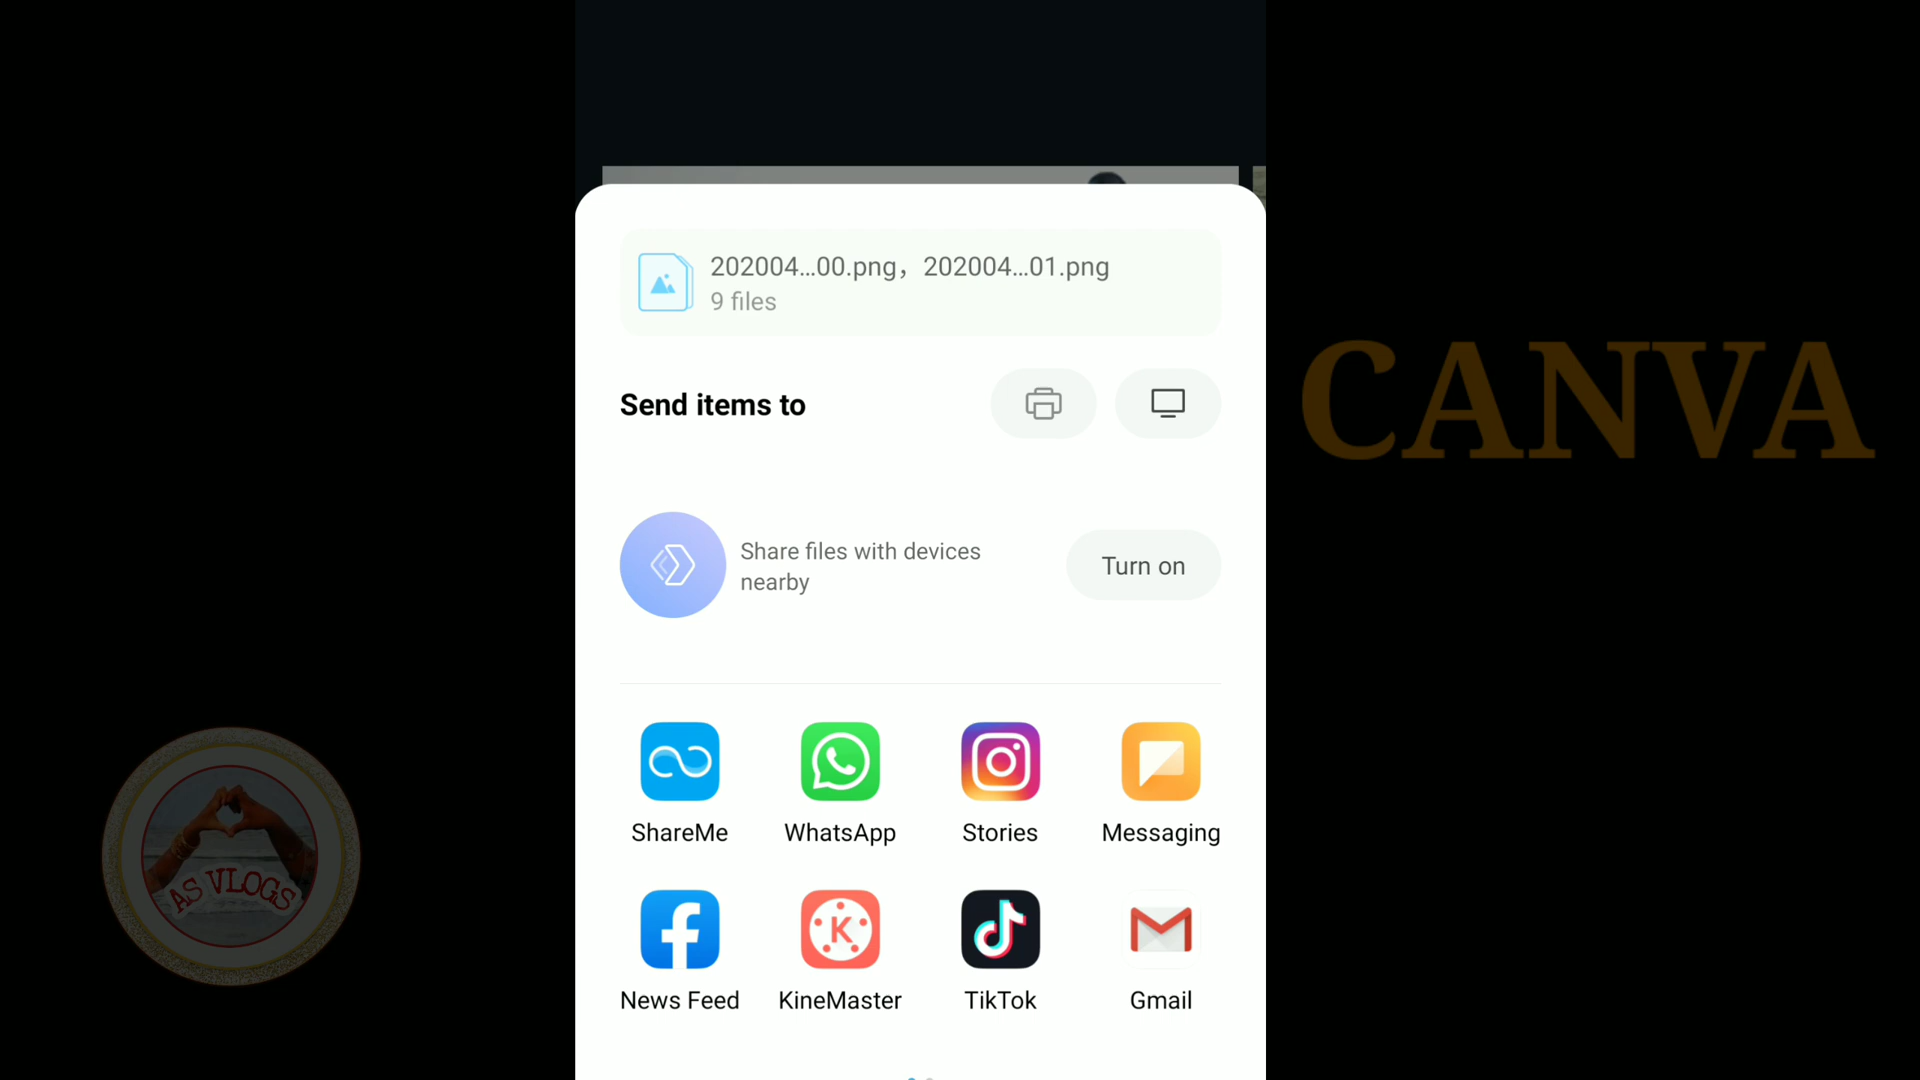 202004...00.png，202004...01.png
9 files
Send items to
CANVA
Share files with devices
nearby
Turn on
ShareMe
WhatsApp
Stories
Messaging
AS VLOGS
K
News Feed
KineMaster
TikTok
Gmail